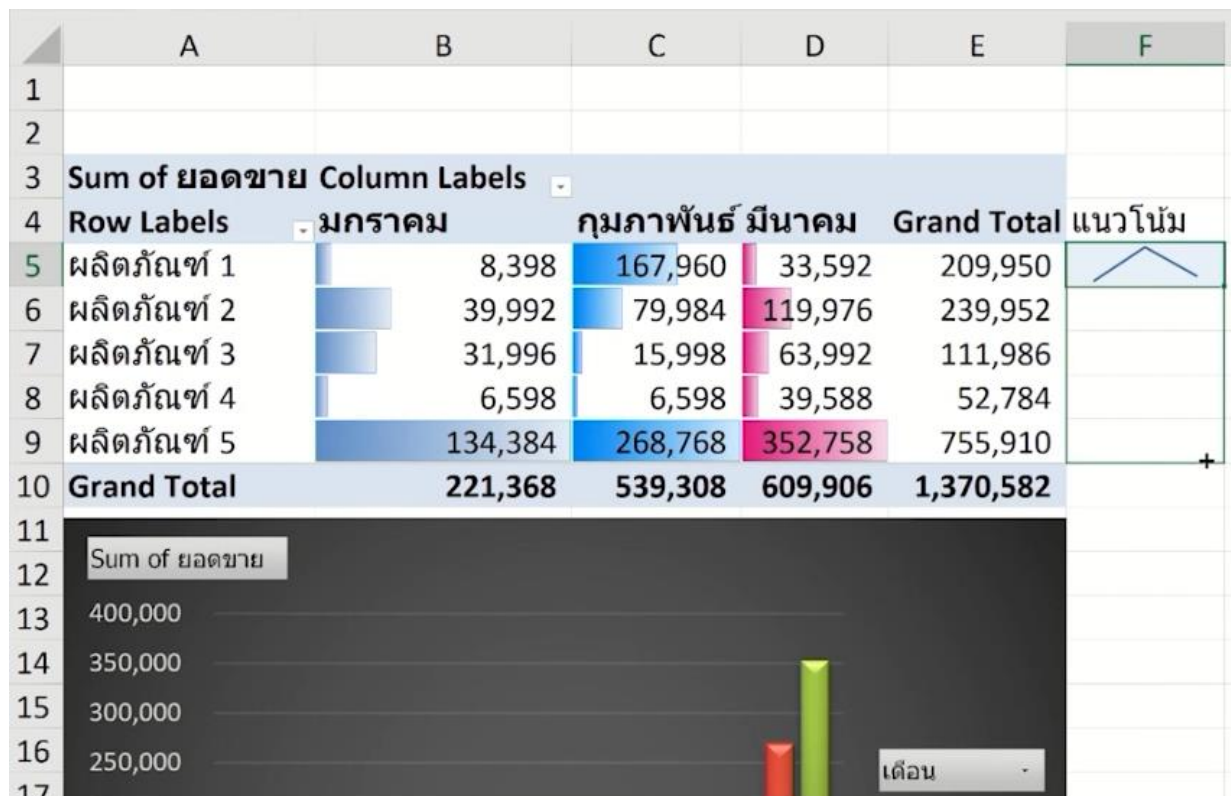 A B C D E F
1
2
3 Sum of ยอดขาย Column Labels
4 Row Labels มกราคม กุมภาพันธ์ มีนาคม Grand Total แนวโน้ม
5 ผลิตภัณฑ์ 1 8,398 167,960 33,592 209,950
6 ผลิตภัณฑ์ 2 39,992 79,984 119,976 239,952
7 ผลิตภัณฑ์ 3 31,996 15,998 63,992 111,986
8 ผลิตภัณฑ์ 4 6,598 6,598 39,588 52,784
9 ผลิตภัณฑ์ 5 134,384 268,768 352,758 755,910
10 Grand Total 221,368 539,308 609,906 1,370,582
11
12 Sum of ยอดขาย
13 400,000
14 350,000
15 300,000
16 250,000 เดือน
17